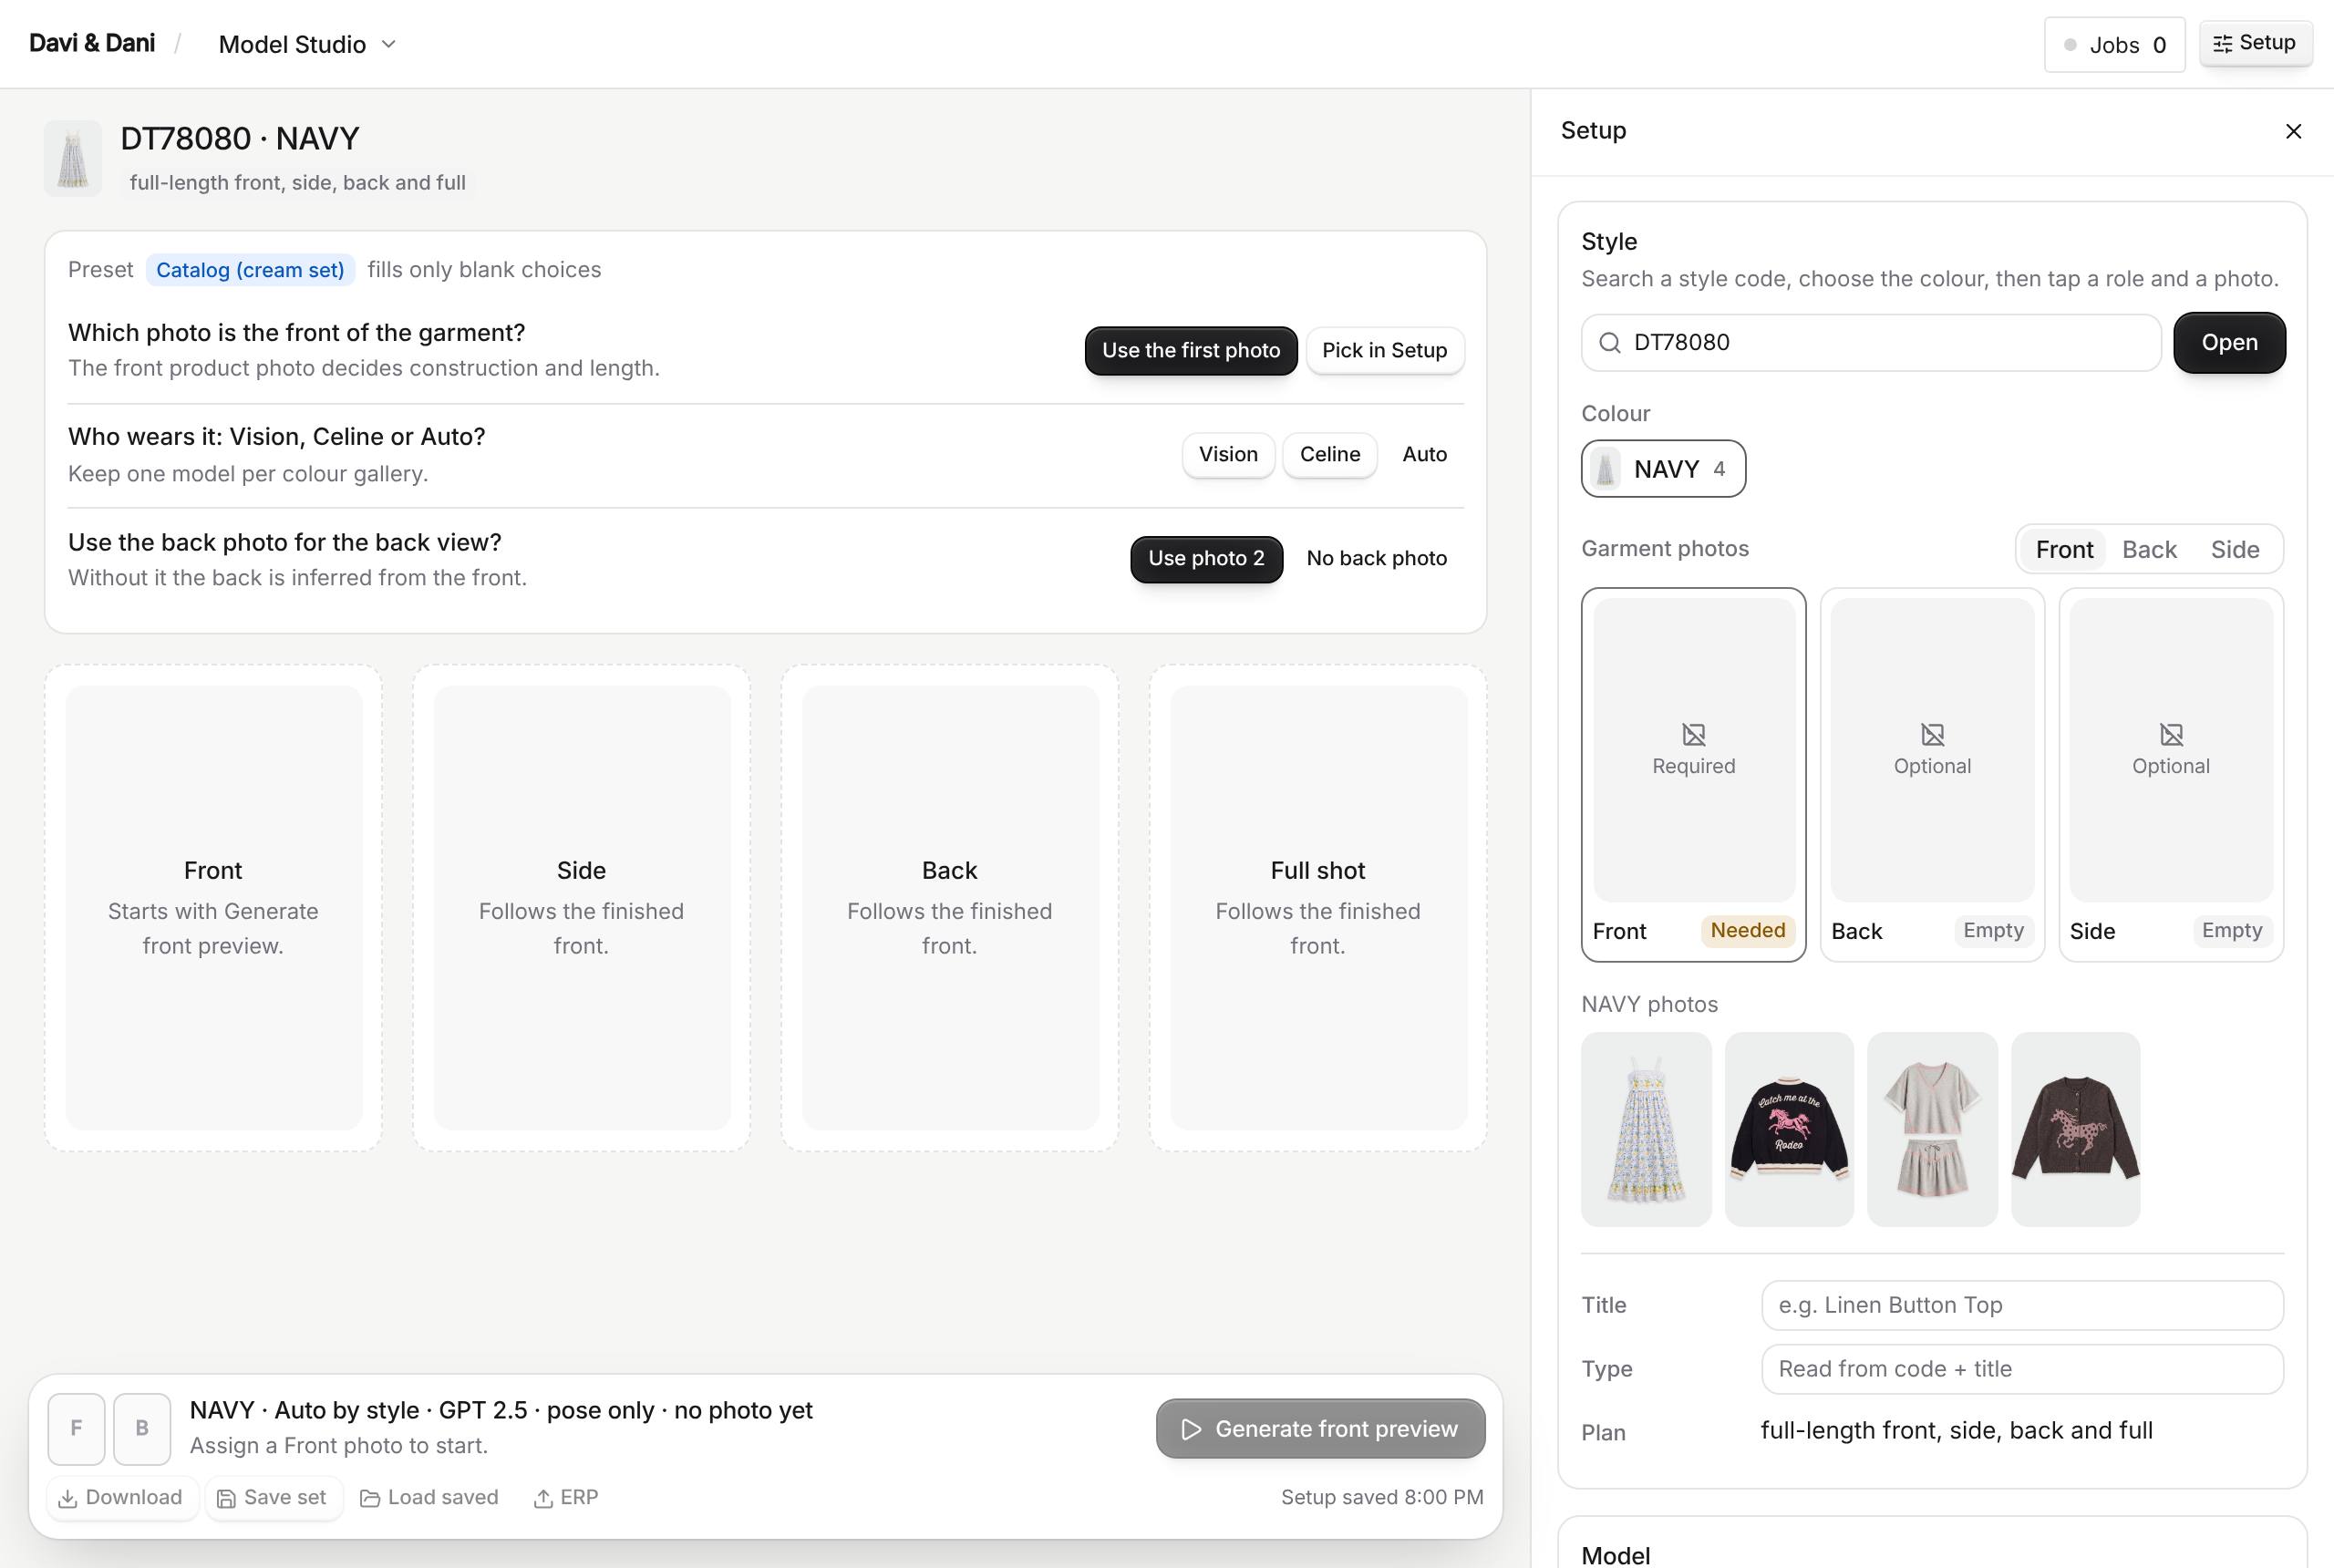 Davi & Dani / Model Studio
Jobs 0
Setup
DT78080 · NAVY
full-length front, side, back and full
Preset Catalog (cream set) fills only blank choices
Which photo is the front of the garment?
The front product photo decides construction and length.
Use the first photo
Pick in Setup
Who wears it: Vision, Celine or Auto?
Keep one model per colour gallery.
Vision
Celine
Auto
Use the back photo for the back view?
Without it the back is inferred from the front.
Use photo 2
No back photo
Front
Starts with Generate
front preview.
Side
Follows the finished
front.
Back
Follows the finished
front.
Full shot
Follows the finished
front.
F
B
NAVY · Auto by style · GPT 2.5 · pose only · no photo yet
Assign a Front photo to start.
Generate front preview
Download
Save set
Load saved
ERP
Setup saved 8:00 PM
Setup
Style
Search a style code, choose the colour, then tap a role and a photo.
DT78080
Open
Colour
NAVY 4
Garment photos
Front
Back
Side
Required
Optional
Optional
Front Needed
Back Empty
Side Empty
NAVY photos
Catch me at the
Rodeo
Title
e.g. Linen Button Top
Type
Read from code + title
Plan
full-length front, side, back and full
Model